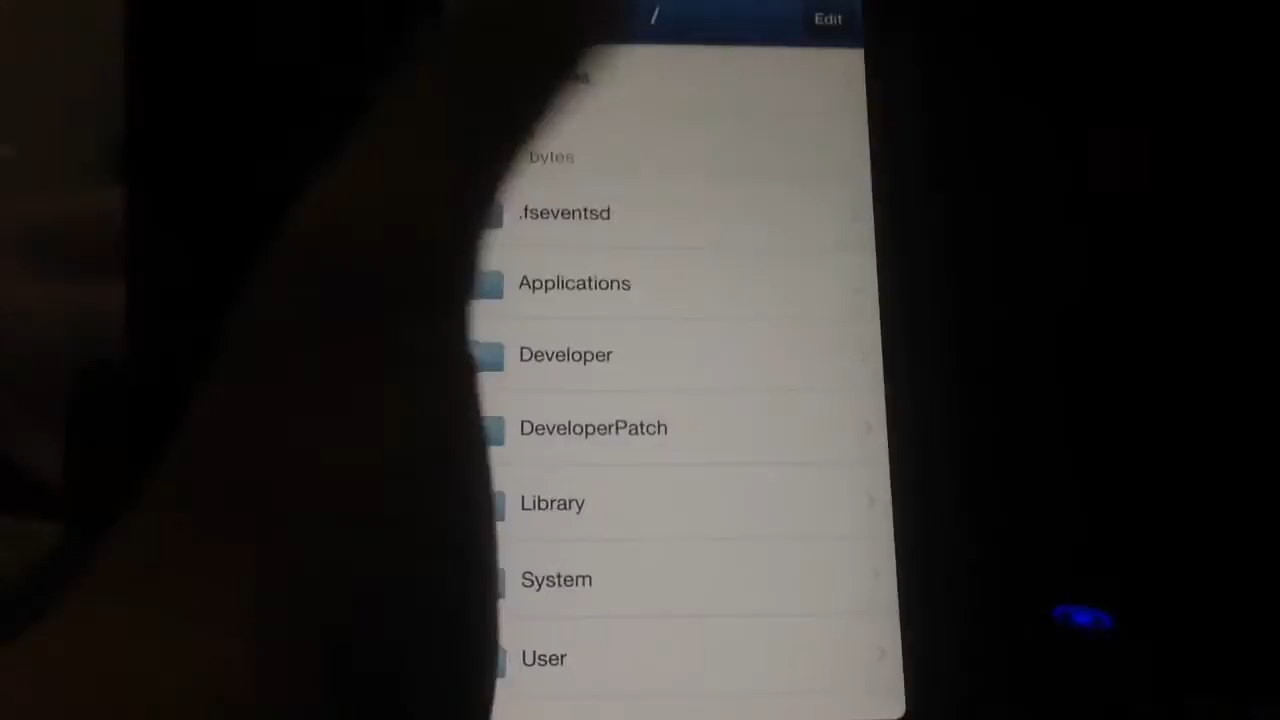 /
Edit
bytes
.fseventsd
Applications
Developer
DeveloperPatch
Library
System
User